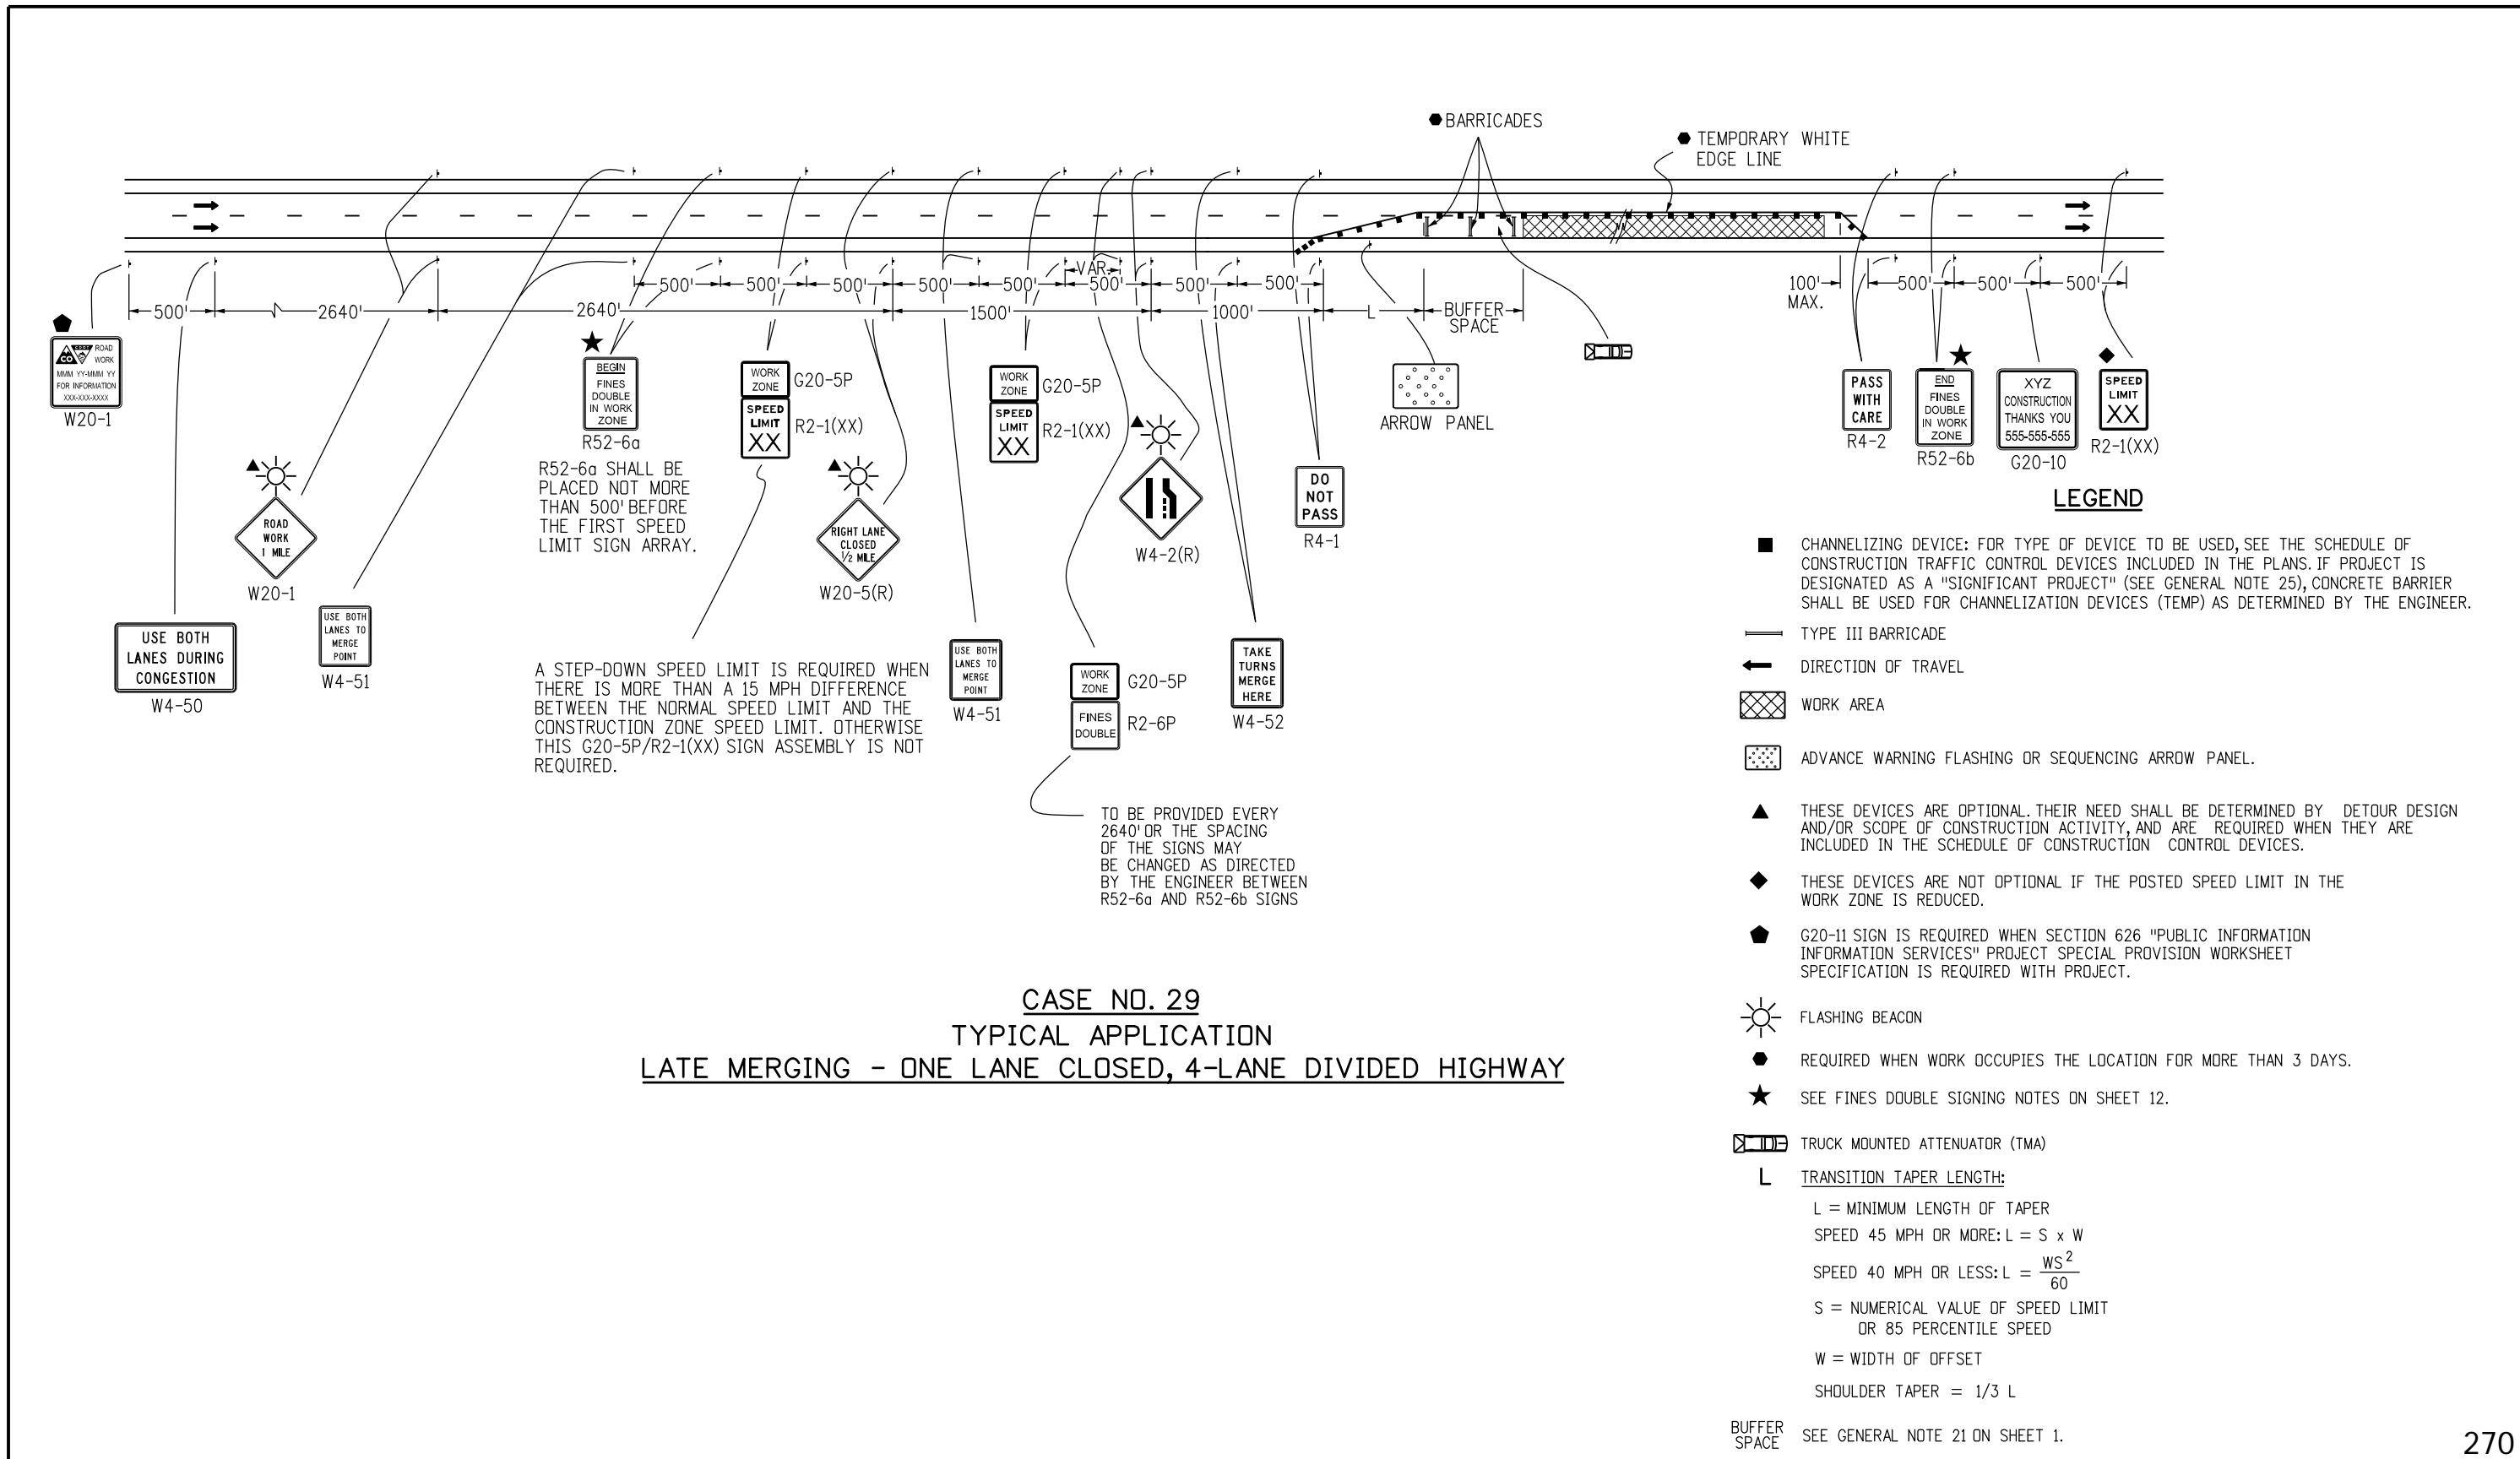 BARRICADES
TEMPORARY WHITE
EDGE LINE
VAR.
500'
500'
500'
500'
500'
500'
500'
500'
100'
MAX.
500'
500'
500'
500'
2640'
2640'
1500'
1000'
L
BUFFER
SPACE
CO
CDOT
ROAD
WORK
MMM YY-MMM YY
FOR INFORMATION
XXX-XXX-XXXX
W20-1
USE BOTH
LANES DURING
CONGESTION
W4-50
ROAD
WORK
1 MILE
W20-1
USE BOTH
LANES TO
MERGE
POINT
W4-51
BEGIN
FINES
DOUBLE
IN WORK
ZONE
R52-6a
R52-6a SHALL BE
PLACED NOT MORE
THAN 500' BEFORE
THE FIRST SPEED
LIMIT SIGN ARRAY.
WORK
ZONE
G20-5P
SPEED
LIMIT
XX
R2-1(XX)
A STEP-DOWN SPEED LIMIT IS REQUIRED WHEN
THERE IS MORE THAN A 15 MPH DIFFERENCE
BETWEEN THE NORMAL SPEED LIMIT AND THE
CONSTRUCTION ZONE SPEED LIMIT. OTHERWISE
THIS G20-5P/R2-1(XX) SIGN ASSEMBLY IS NOT
REQUIRED.
RIGHT LANE
CLOSED
1/2 MILE
W20-5(R)
USE BOTH
LANES TO
MERGE
POINT
W4-51
WORK
ZONE
G20-5P
SPEED
LIMIT
XX
R2-1(XX)
WORK
ZONE
G20-5P
FINES
DOUBLE
R2-6P
TO BE PROVIDED EVERY
2640' OR THE SPACING
OF THE SIGNS MAY
BE CHANGED AS DIRECTED
BY THE ENGINEER BETWEEN
R52-6a AND R52-6b SIGNS
W4-2(R)
TAKE
TURNS
MERGE
HERE
W4-52
DO
NOT
PASS
R4-1
ARROW PANEL
PASS
WITH
CARE
R4-2
END
FINES
DOUBLE
IN WORK
ZONE
R52-6b
XYZ
CONSTRUCTION
THANKS YOU
555-555-555
G20-10
SPEED
LIMIT
XX
R2-1(XX)
CASE NO. 29
TYPICAL APPLICATION
LATE MERGING - ONE LANE CLOSED, 4-LANE DIVIDED HIGHWAY
LEGEND
CHANNELIZING DEVICE: FOR TYPE OF DEVICE TO BE USED, SEE THE SCHEDULE OF
CONSTRUCTION TRAFFIC CONTROL DEVICES INCLUDED IN THE PLANS. IF PROJECT IS
DESIGNATED AS A "SIGNIFICANT PROJECT" (SEE GENERAL NOTE 25), CONCRETE BARRIER
SHALL BE USED FOR CHANNELIZATION DEVICES (TEMP) AS DETERMINED BY THE ENGINEER.
TYPE III BARRICADE
DIRECTION OF TRAVEL
WORK AREA
ADVANCE WARNING FLASHING OR SEQUENCING ARROW PANEL.
THESE DEVICES ARE OPTIONAL. THEIR NEED SHALL BE DETERMINED BY DETOUR DESIGN
AND/OR SCOPE OF CONSTRUCTION ACTIVITY, AND ARE REQUIRED WHEN THEY ARE
INCLUDED IN THE SCHEDULE OF CONSTRUCTION CONTROL DEVICES.
THESE DEVICES ARE NOT OPTIONAL IF THE POSTED SPEED LIMIT IN THE
WORK ZONE IS REDUCED.
G20-11 SIGN IS REQUIRED WHEN SECTION 626 "PUBLIC INFORMATION
INFORMATION SERVICES" PROJECT SPECIAL PROVISION WORKSHEET
SPECIFICATION IS REQUIRED WITH PROJECT.
FLASHING BEACON
REQUIRED WHEN WORK OCCUPIES THE LOCATION FOR MORE THAN 3 DAYS.
SEE FINES DOUBLE SIGNING NOTES ON SHEET 12.
TRUCK MOUNTED ATTENUATOR (TMA)
L TRANSITION TAPER LENGTH:
L = MINIMUM LENGTH OF TAPER
SPEED 45 MPH OR MORE: L = S x W
SPEED 40 MPH OR LESS: L = WS²/60
S = NUMERICAL VALUE OF SPEED LIMIT
OR 85 PERCENTILE SPEED
W = WIDTH OF OFFSET
SHOULDER TAPER = 1/3 L
BUFFER
SPACE
SEE GENERAL NOTE 21 ON SHEET 1.
270